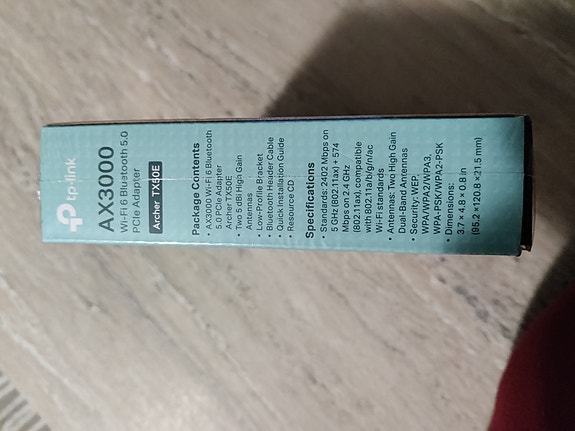 tp-link
AX3000
Wi-Fi 6 Bluetooth 5.0
PCIe Adapter
Archer TX50E
Package Contents
• AX3000 Wi-Fi 6 Bluetooth
5.0 PCIe Adapter
Archer TX50E
• Two 5 dBi High Gain
Antennas
• Low-Profile Bracket
• Bluetooth Header Cable
• Quick Installation Guide
• Resource CD
Specifications
• Standards: 2402 Mbps on
5 GHz (802.11ax) + 574
Mbps on 2.4 GHz
(802.11ax), compatible
with 802.11a/b/g/n/ac
Wi-Fi standards
• Antennas: Two High Gain
Dual-Band Antennas
• Security: WEP,
WPA/WPA2/WPA3,
WPA-PSK/WPA2-PSK
• Dimensions:
3.7 × 4.8 × 0.8 in
(95.2 ×120.8 ×21.5 mm)